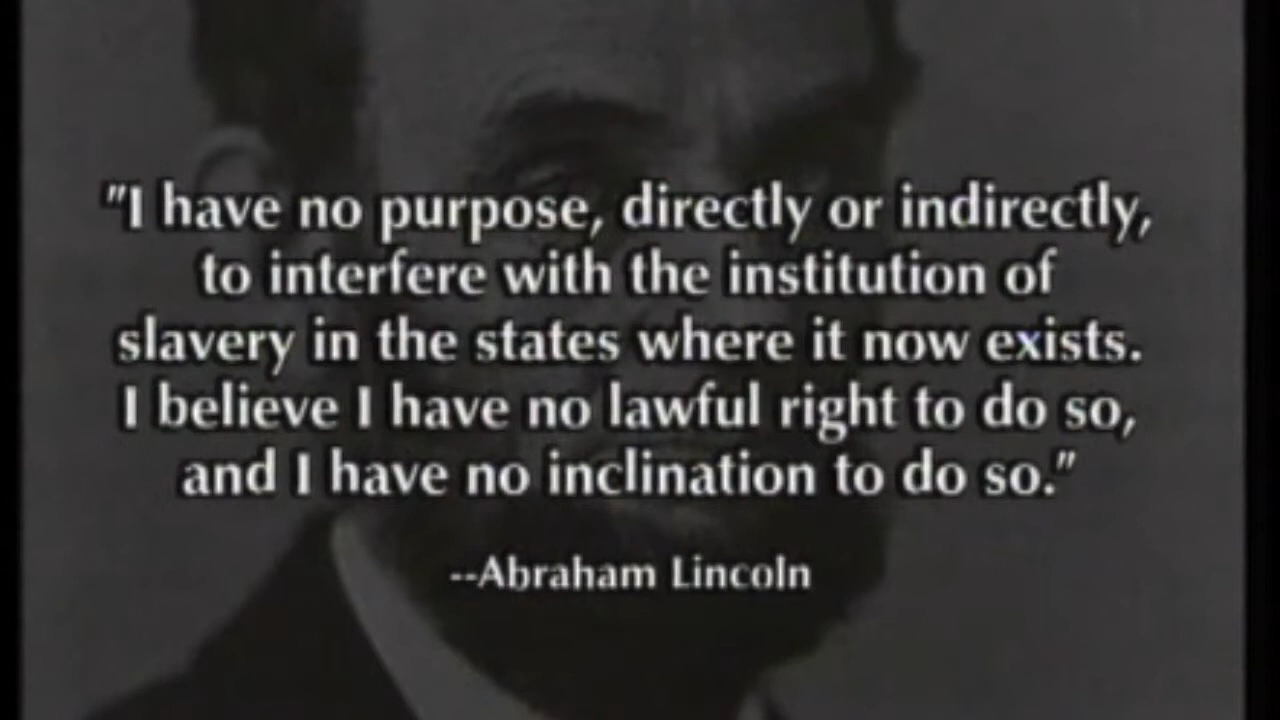 "I have no purpose, directly or indirectly,
to interfere with the institution of
slavery in the states where it now exists.
I believe I have no lawful right to do so,
and I have no inclination to do so."
--Abraham Lincoln